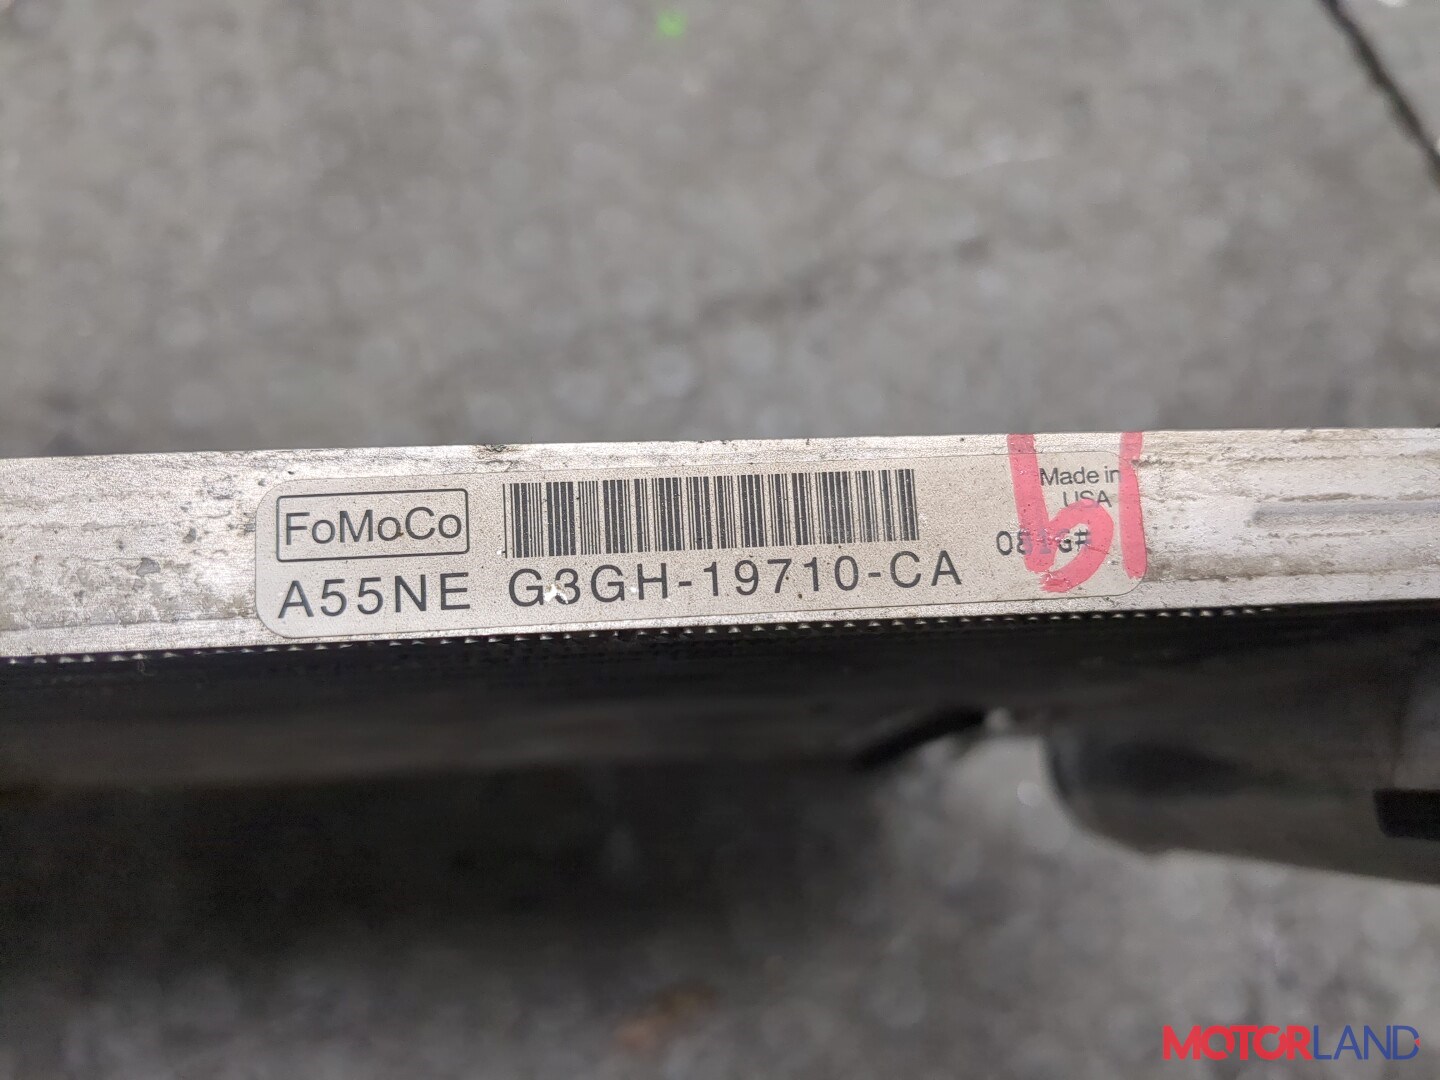 FoMoCo
A55NE G3GH-19710-CA
Made in
USA
MOTORLAND